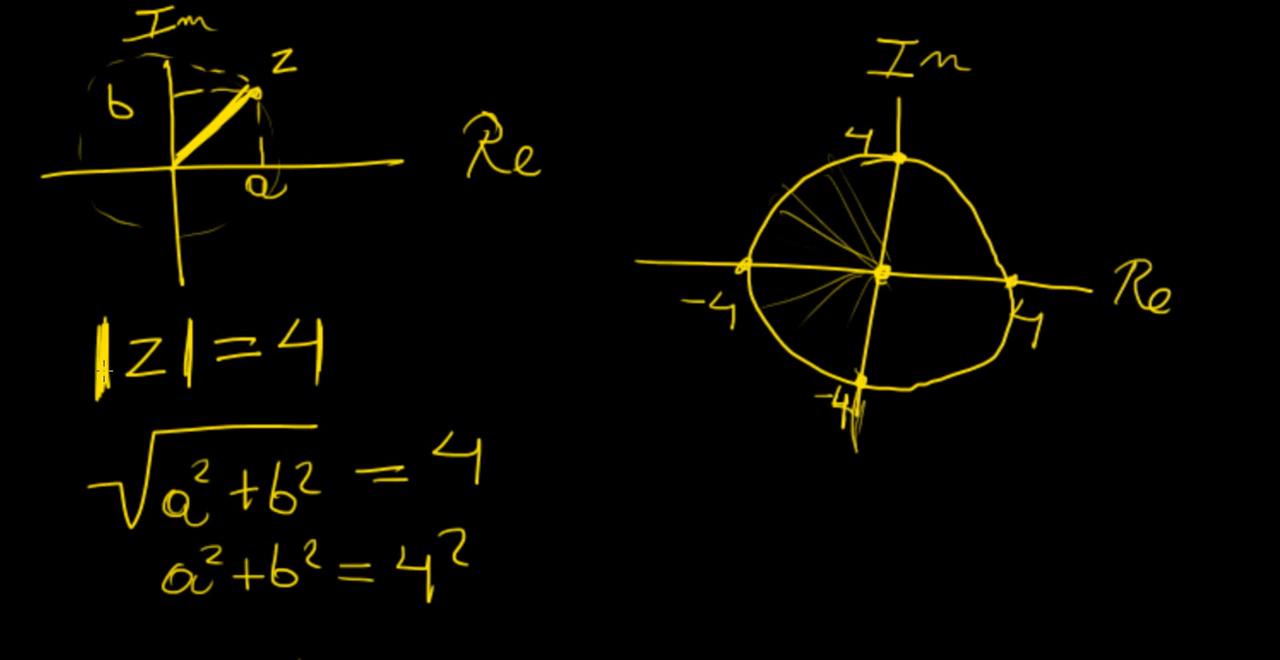 Im
z
b
Re
a
|z| = 4
√a² + b² = 4
a² + b² = 4²
Im
4
-4
4
Re
-4